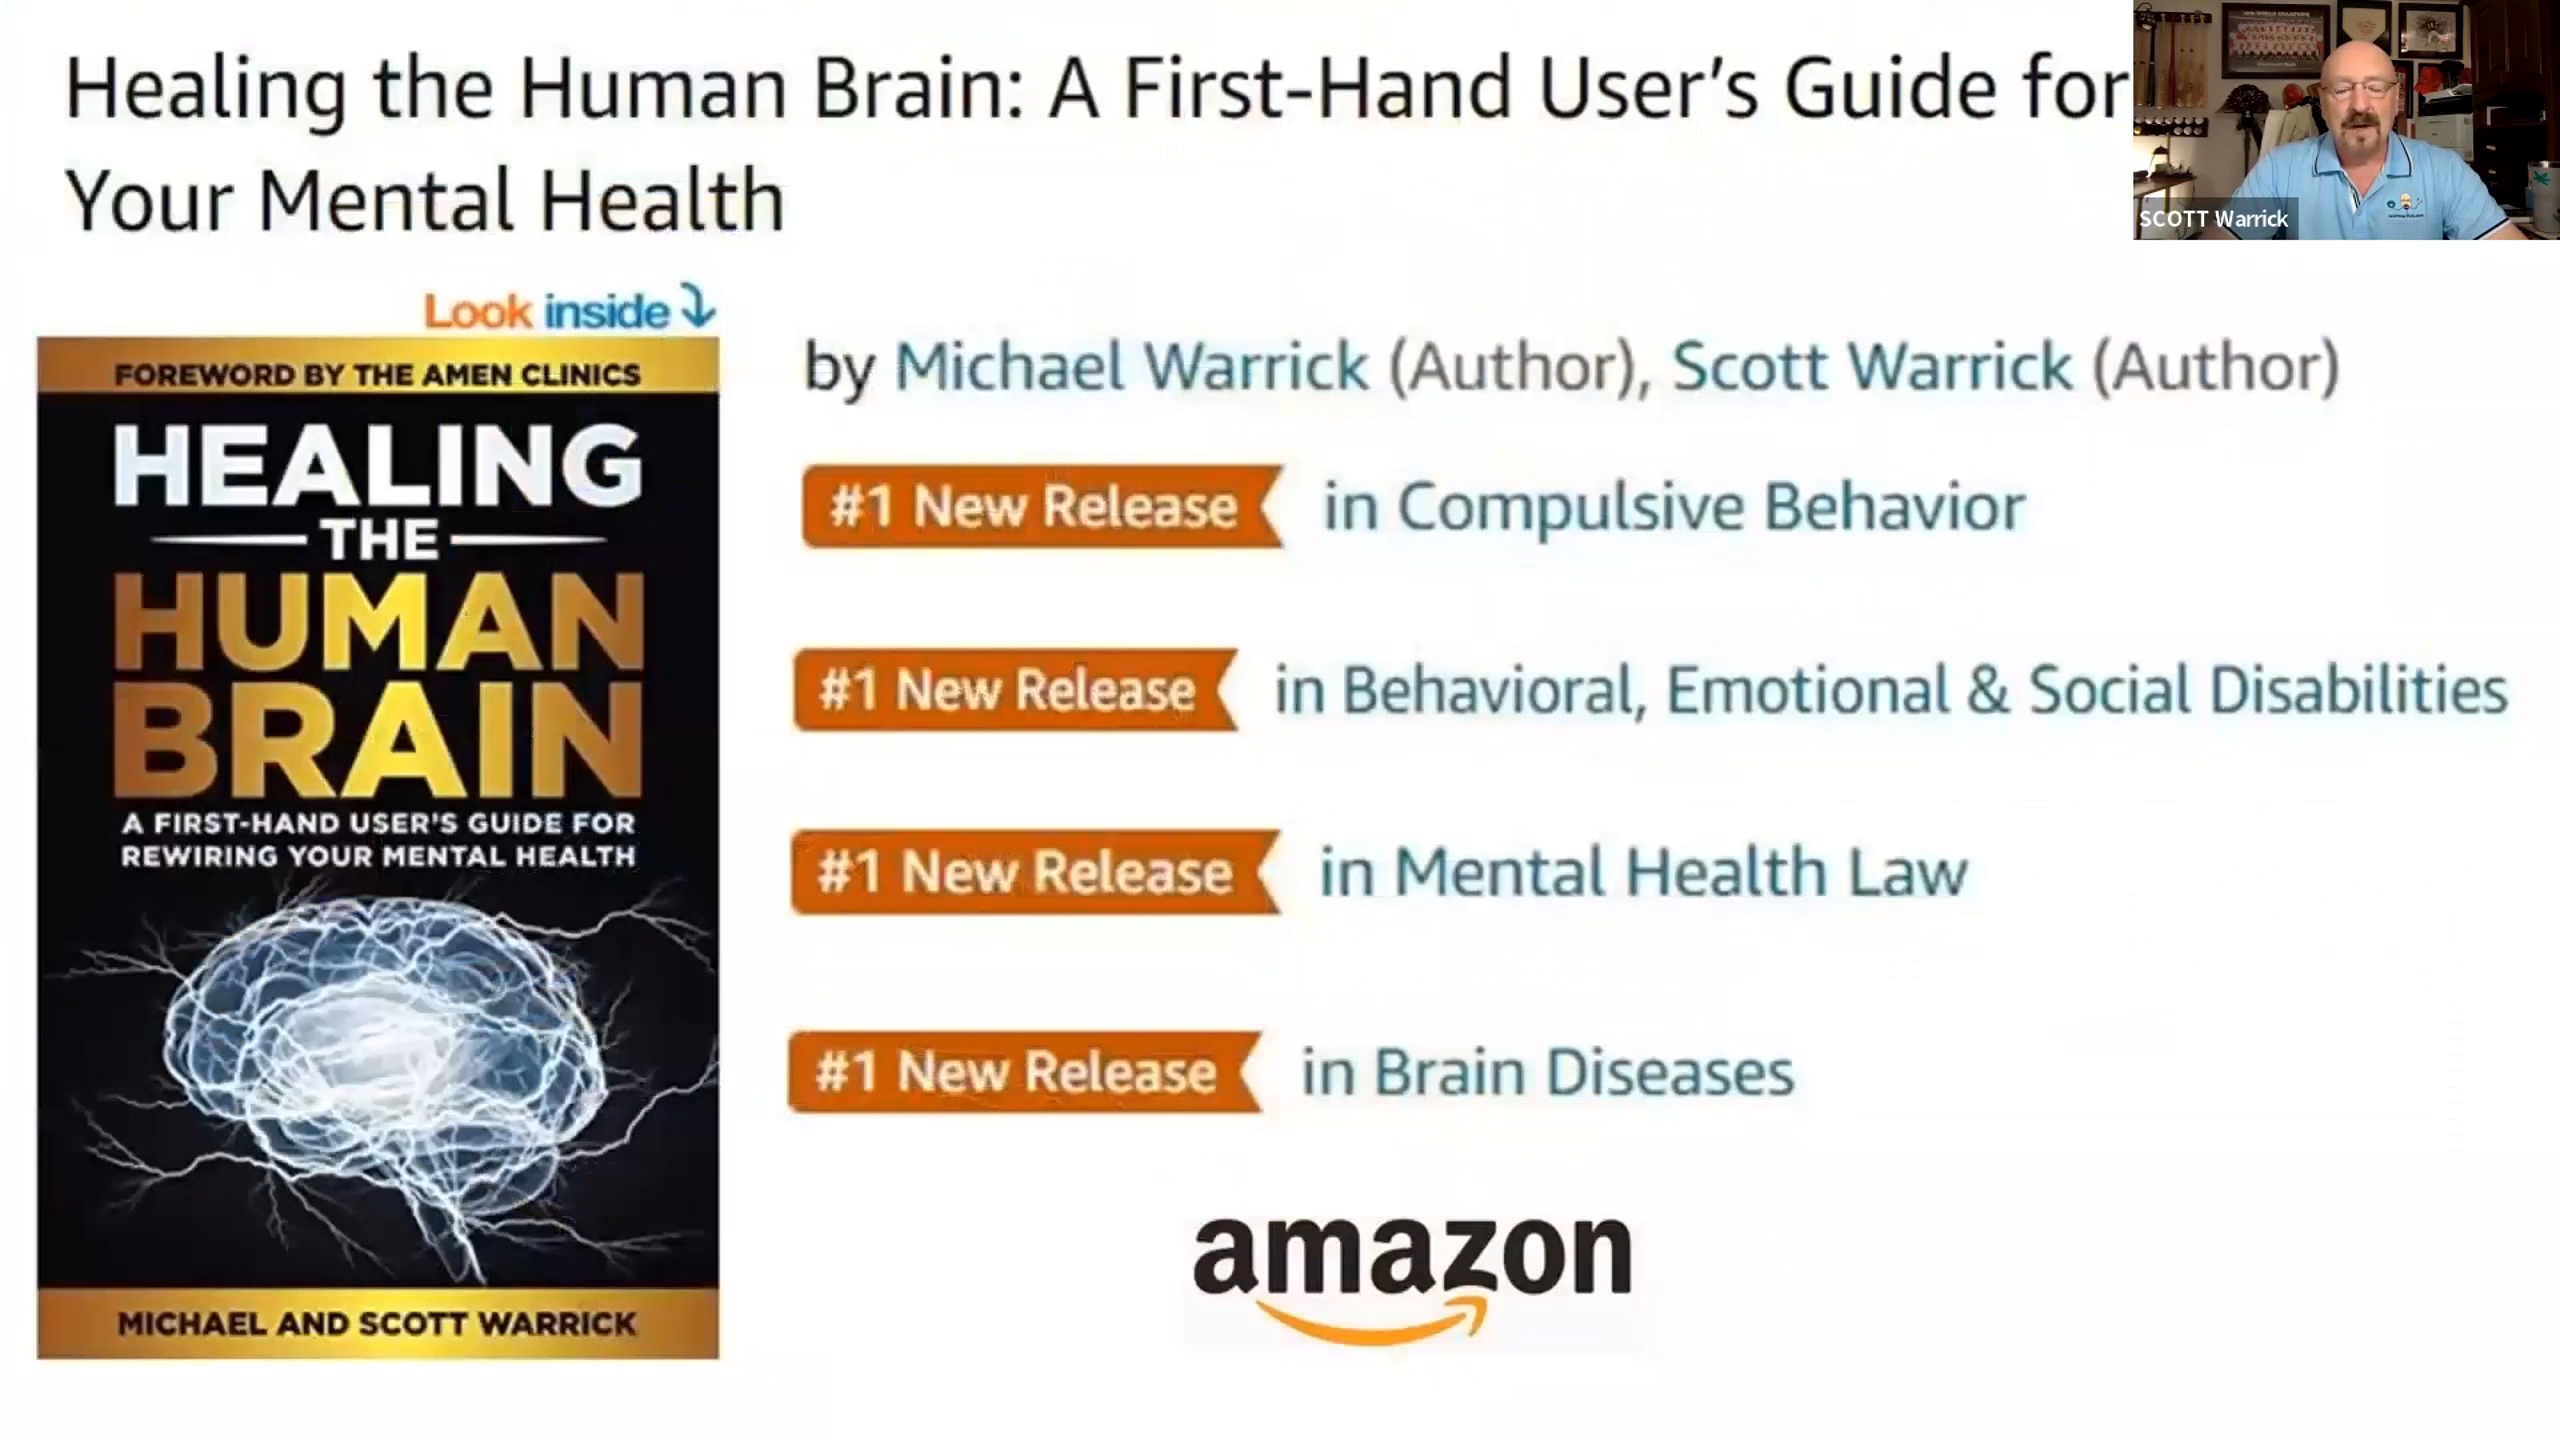 Healing the Human Brain: A First-Hand User's Guide for
Your Mental Health
SCOTT Warrick
Look inside
FOREWORD BY THE AMEN CLINICS
HEALING
THE
HUMAN
BRAIN
A FIRST-HAND USER'S GUIDE FOR
REWIRING YOUR MENTAL HEALTH
MICHAEL AND SCOTT WARRICK
by Michael Warrick (Author), Scott Warrick (Author)
#1 New Release in Compulsive Behavior
#1 New Release in Behavioral, Emotional & Social Disabilities
#1 New Release in Mental Health Law
#1 New Release in Brain Diseases
amazon